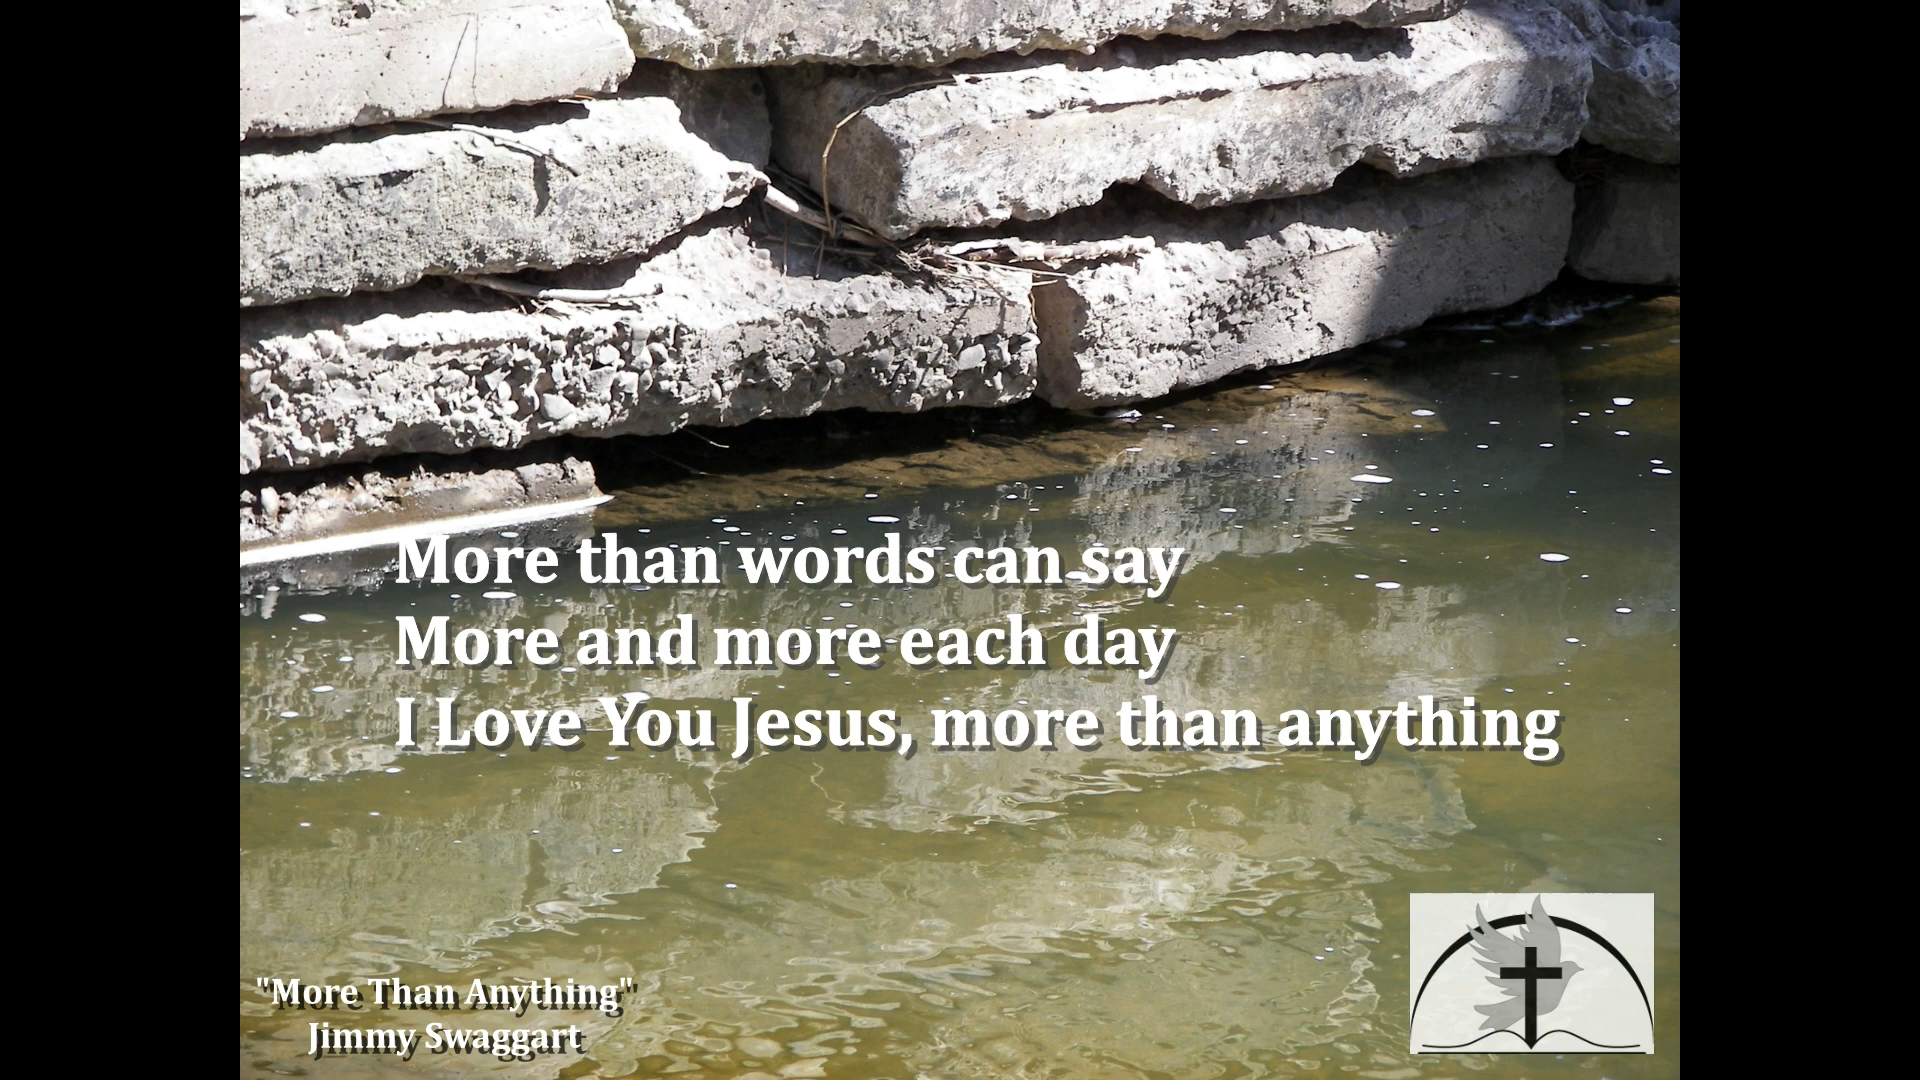 More than words can say
More and more each day
I Love You Jesus, more than anything
"More Than Anything"
Jimmy Swaggart